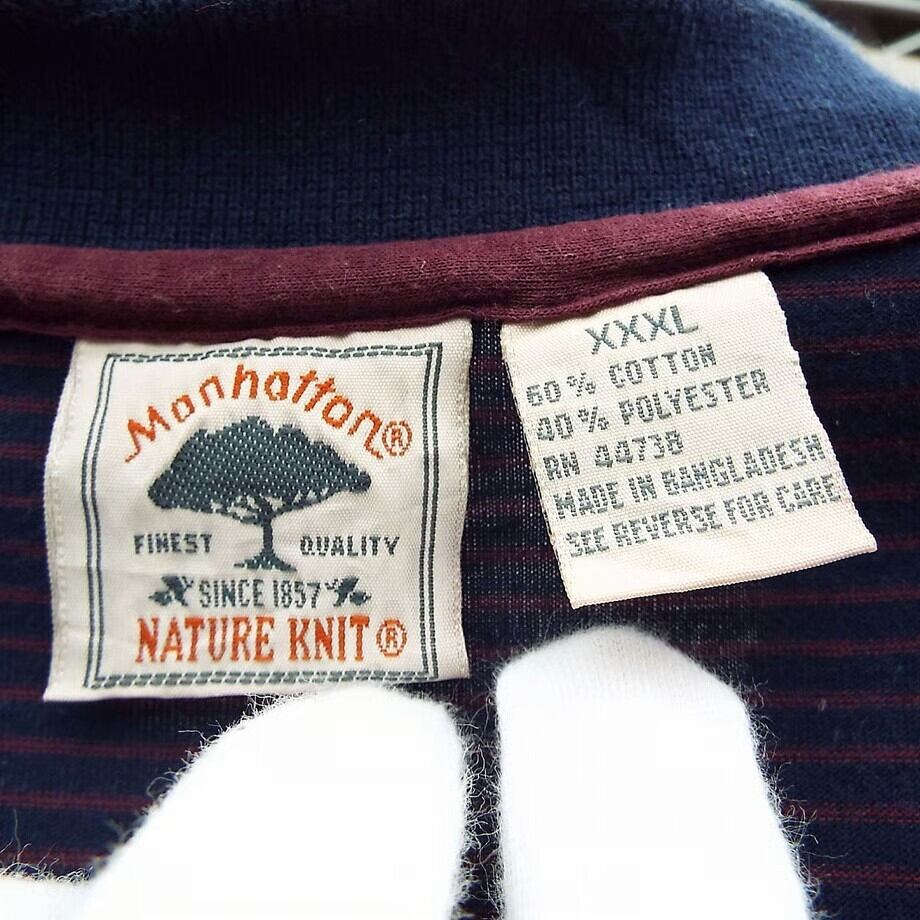 Manhattan®
FINEST QUALITY
SINCE 1857
NATURE KNIT®
XXXL
60% COTTON
40% POLYESTER
RN 44738
MADE IN BANGLADESH
SEE REVERSE FOR CARE